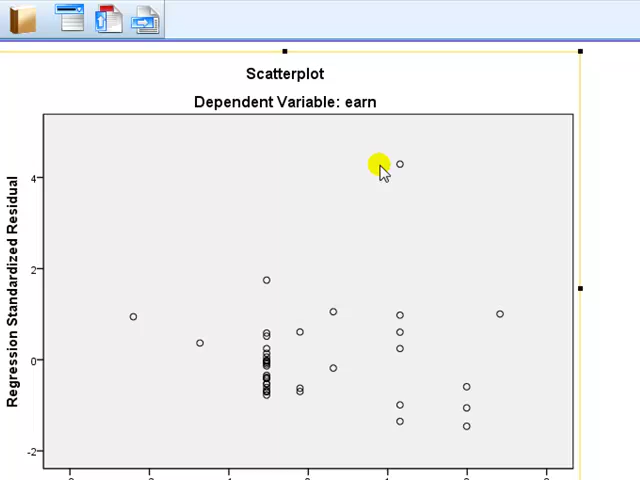 Scatterplot
Dependent Variable: earn
Regression Standardized Residual
4
2
0
-2